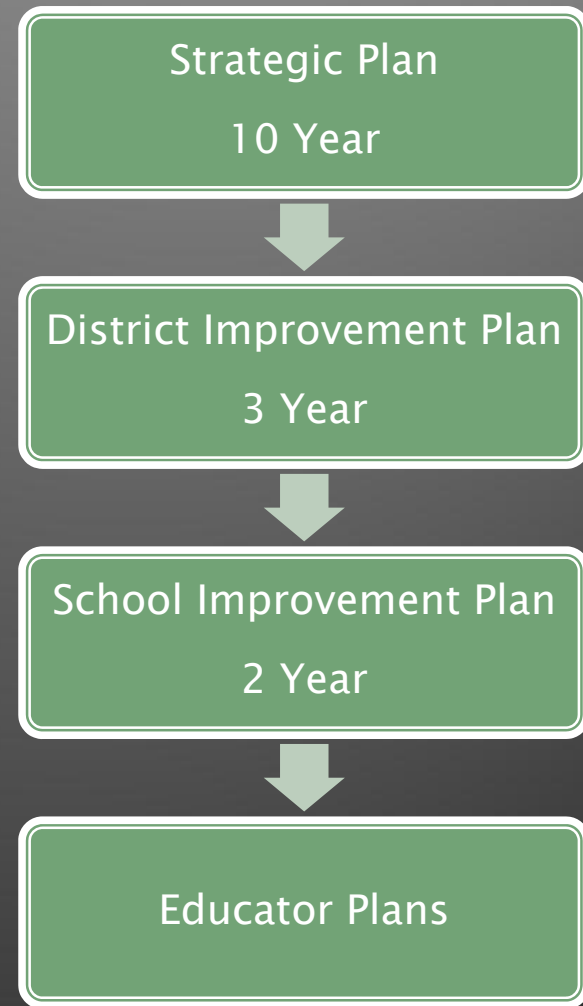 Strategic Plan
10 Year
District Improvement Plan
3 Year
School Improvement Plan
2 Year
Educator Plans